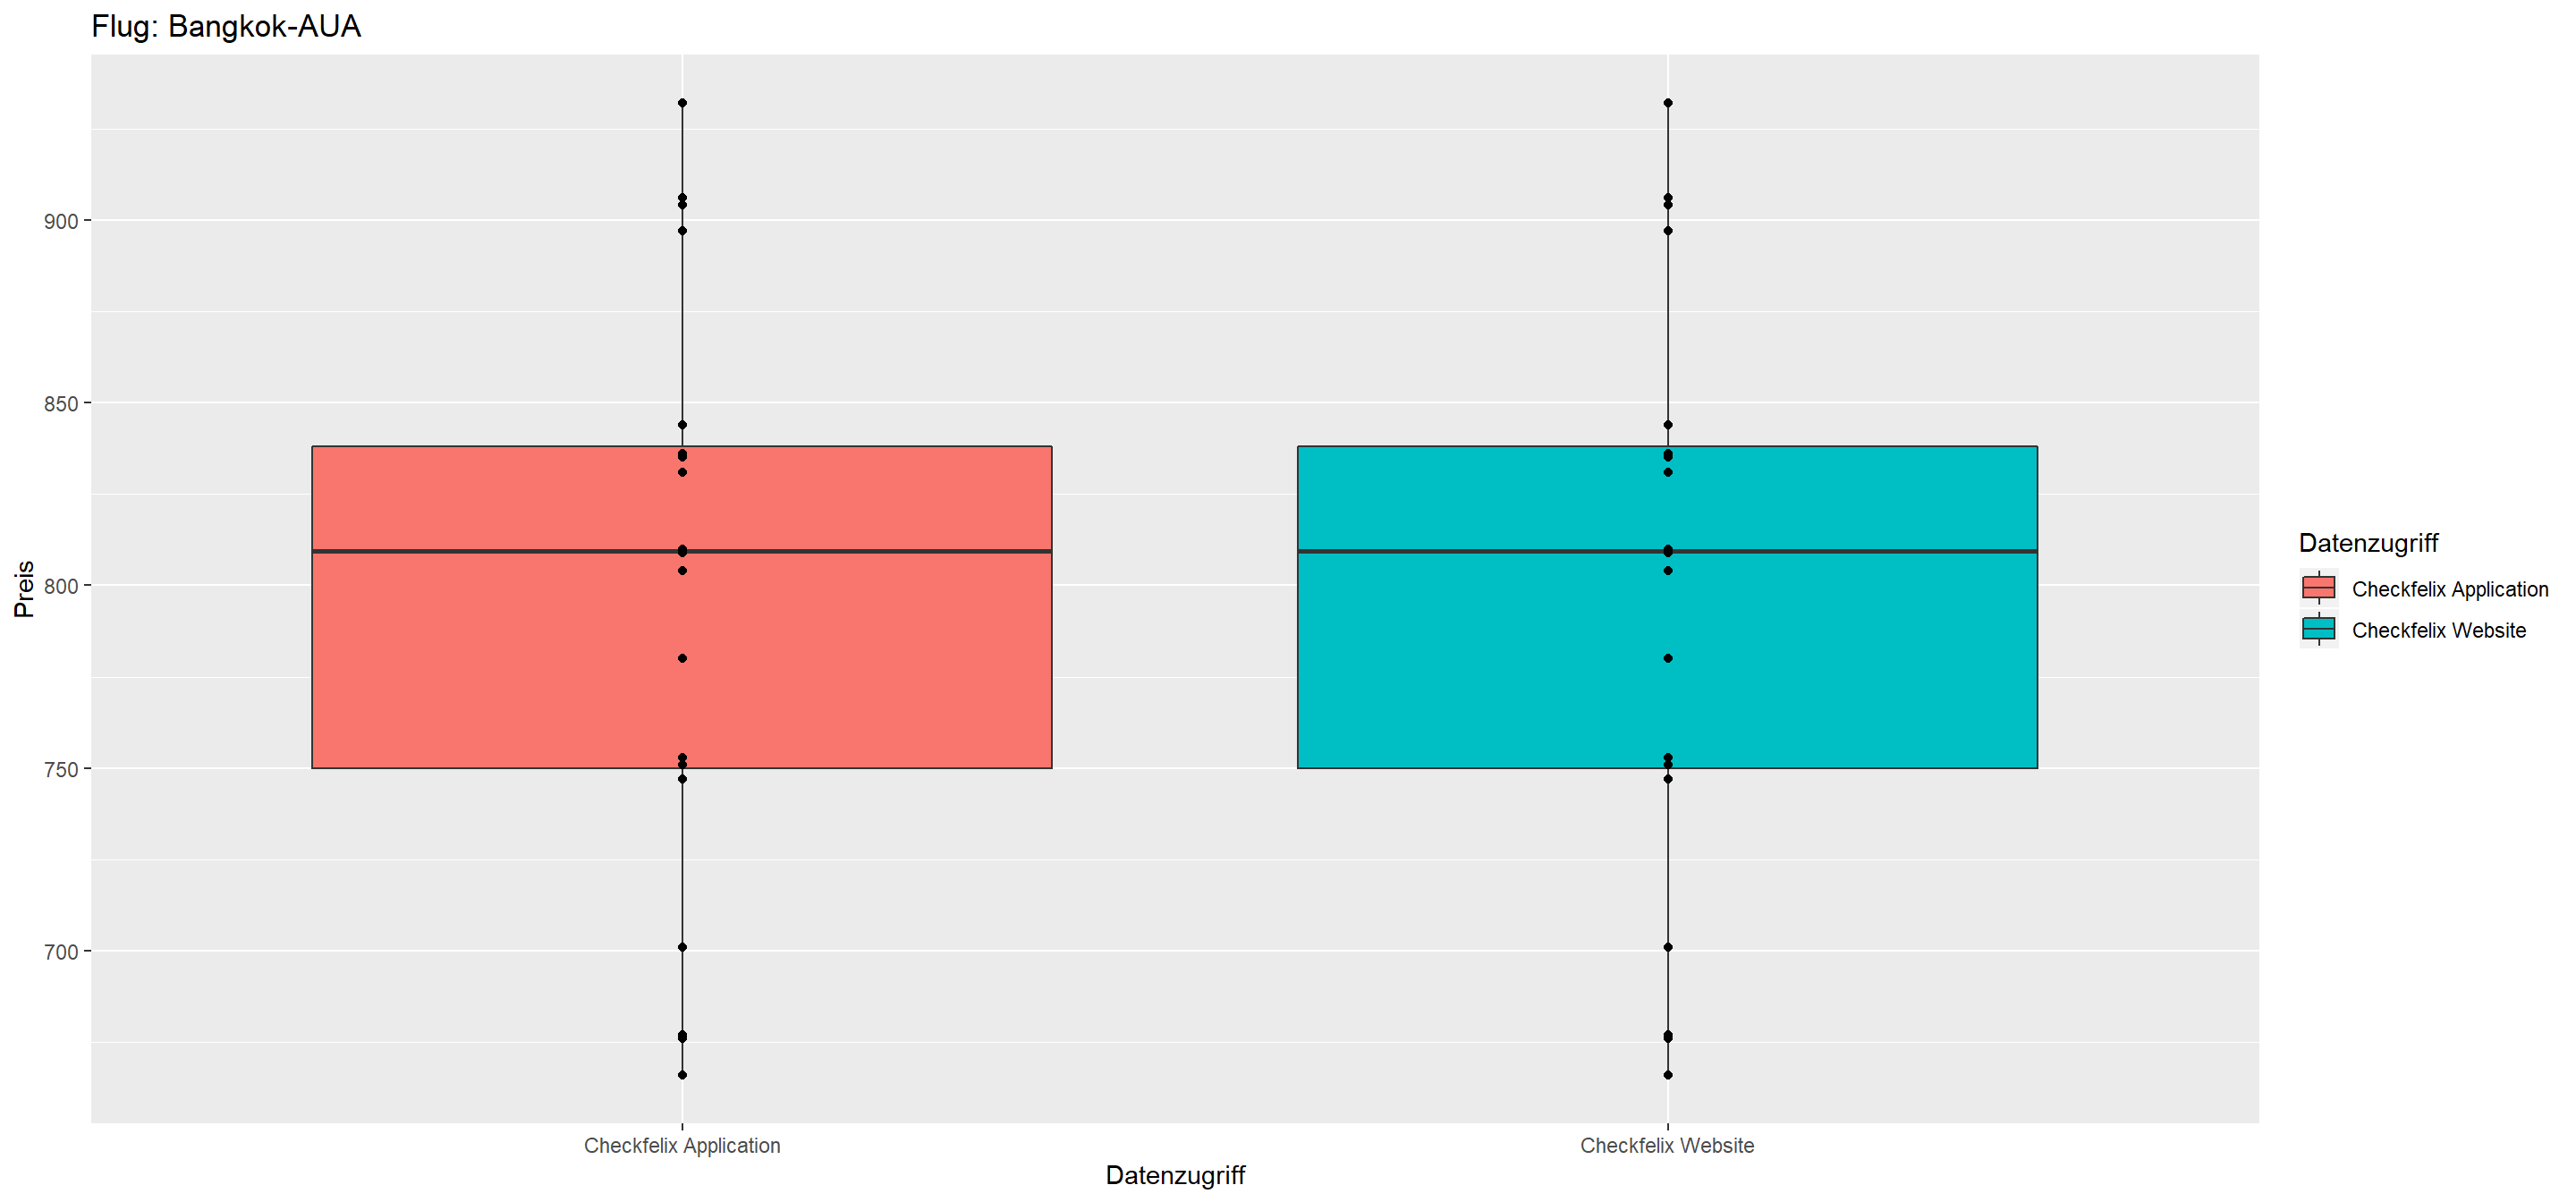 Flug: Bangkok-AUA
900
850
800
750
700
Preis
Checkfelix Application
Checkfelix Website
Datenzugriff
Datenzugriff
Checkfelix Application
Checkfelix Website